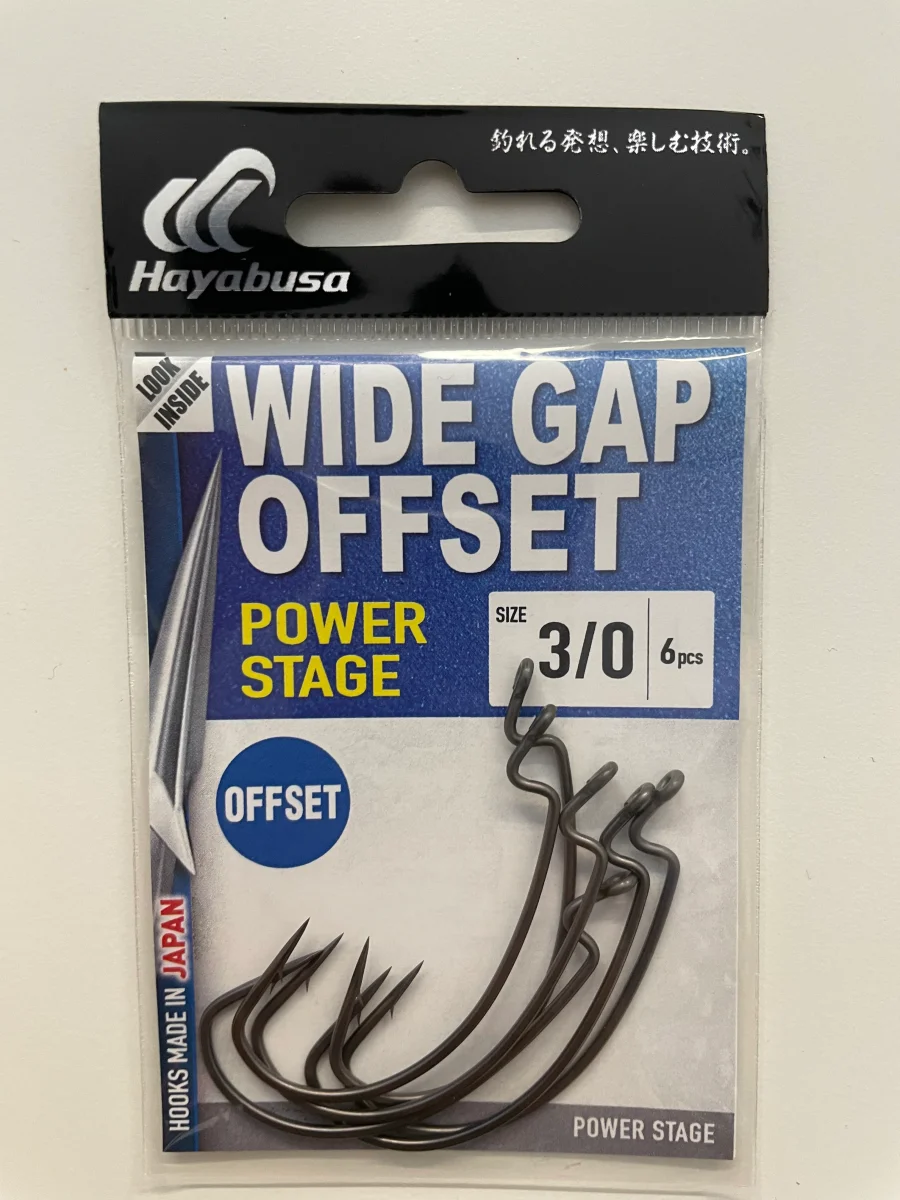 釣れる発想、楽しむ技術。
Hayabusa
LOOK
INSIDE
WIDE GAP
OFFSET
POWER
STAGE
SIZE
3/0
6pcs
OFFSET
HOOKS MADE IN JAPAN
POWER STAGE